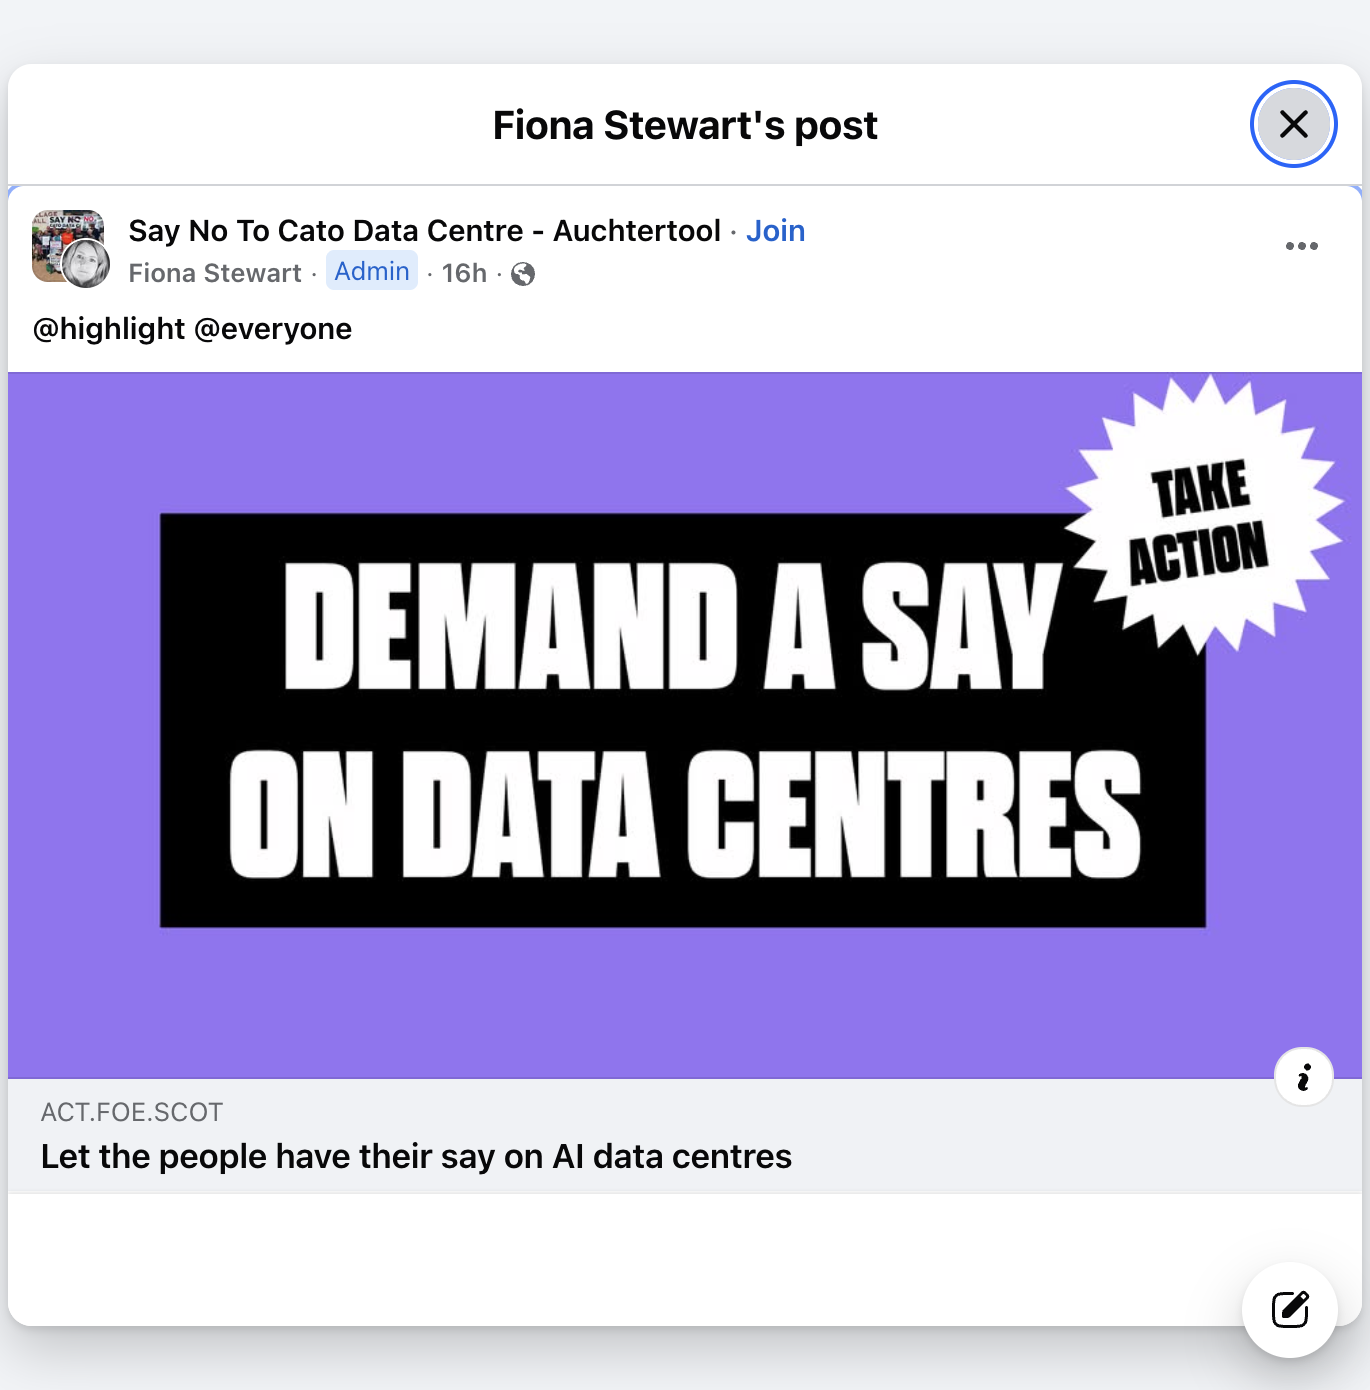 Fiona Stewart's post
Say No To Cato Data Centre - Auchtertool · Join
Fiona Stewart · Admin · 16h ·
@highlight @everyone
TAKE
ACTION
DEMAND A SAY
ON DATA CENTRES
ACT.FOE.SCOT
Let the people have their say on AI data centres